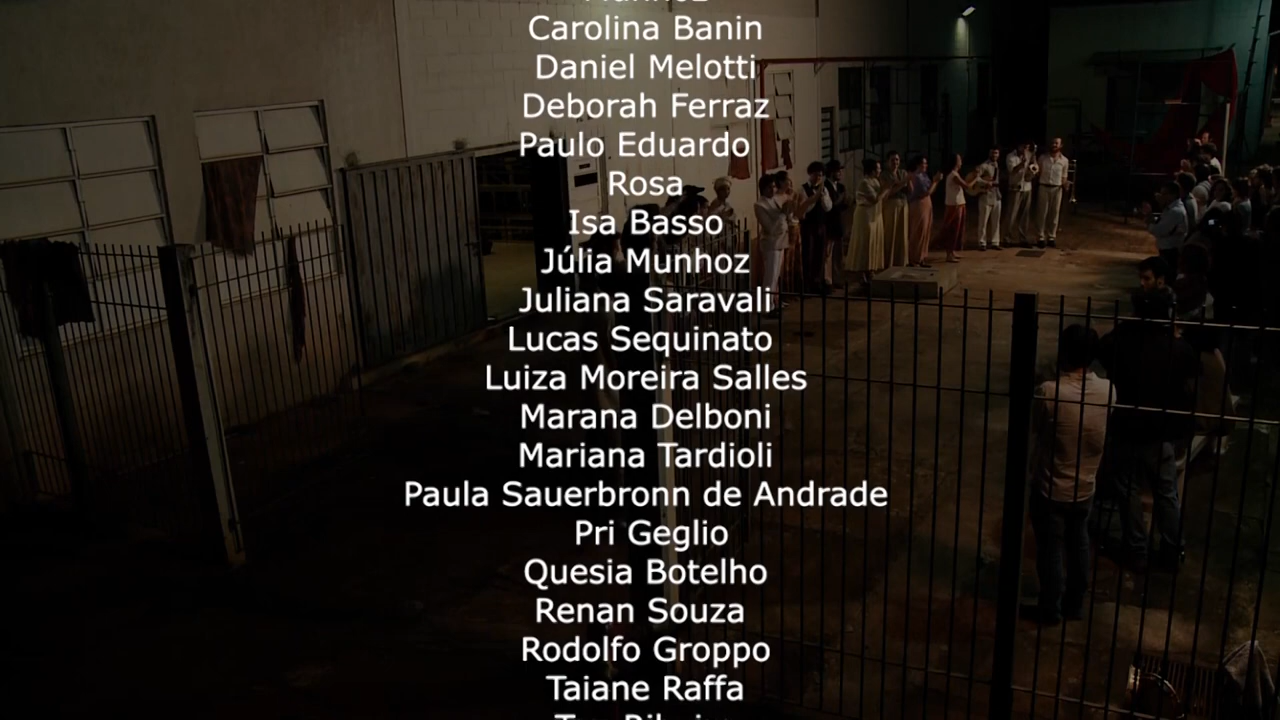 Carolina Banin
Daniel Melotti
Deborah Ferraz
Paulo Eduardo
Rosa
Isa Basso
Júlia Munhoz
Juliana Saravali
Lucas Sequinato
Luiza Moreira Salles
Marana Delboni
Mariana Tardioli
Paula Sauerbronn de Andrade
Pri Geglio
Quesia Botelho
Renan Souza
Rodolfo Groppo
Taiane Raffa